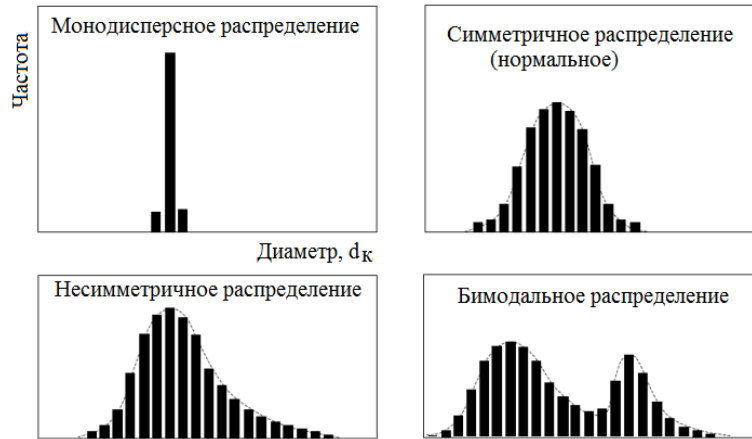 Монодисперсное распределение
Частота
Диаметр, dк
Симметричное распределение
(нормальное)
Несимметричное распределение
Бимодальное распределение